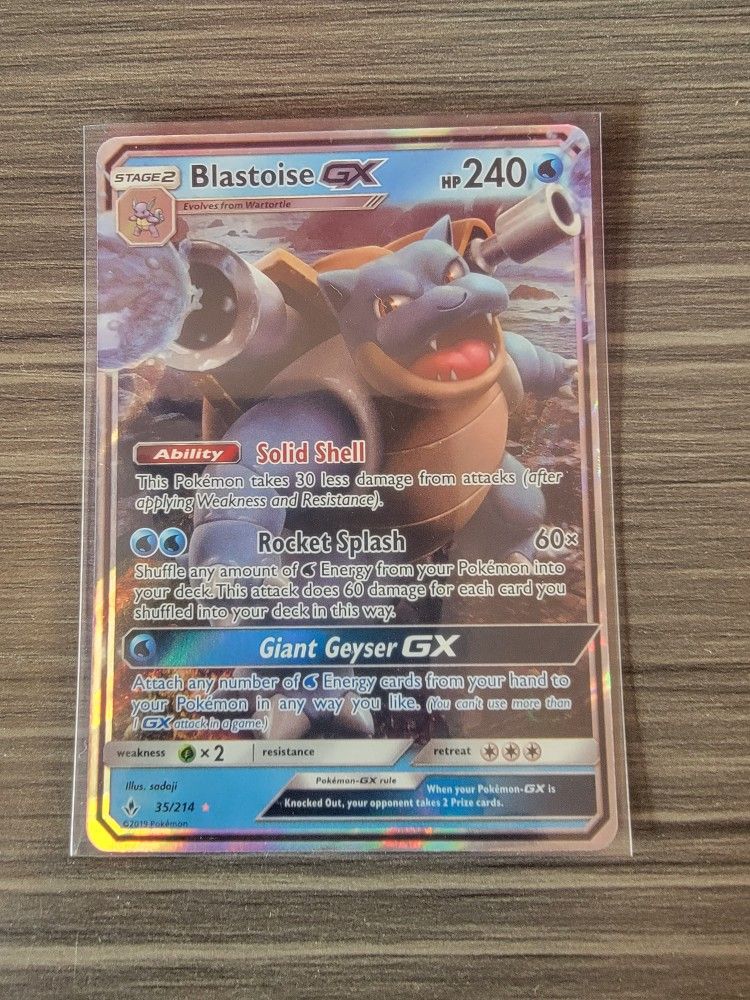 STAGE2 Blastoise GX HP240
Evolves from Wartortle
Ability Solid Shell
This Pokémon takes 30 less damage from attacks (after
applying Weakness and Resistance).
Rocket Splash 60×
Shuffle any amount of Energy from your Pokémon into
your deck. This attack does 60 damage for each card you
shuffled into your deck in this way.
Giant Geyser GX
Attach any number of Energy cards from your hand to
your Pokémon in any way you like. (You can't use more than
1 GX attack in a game.)
weakness ×2 resistance retreat
Illus. sadaji
Pokémon-GX rule
When your Pokémon-GX is
Knocked Out, your opponent takes 2 Prize cards.
35/214
©2019 Pokémon